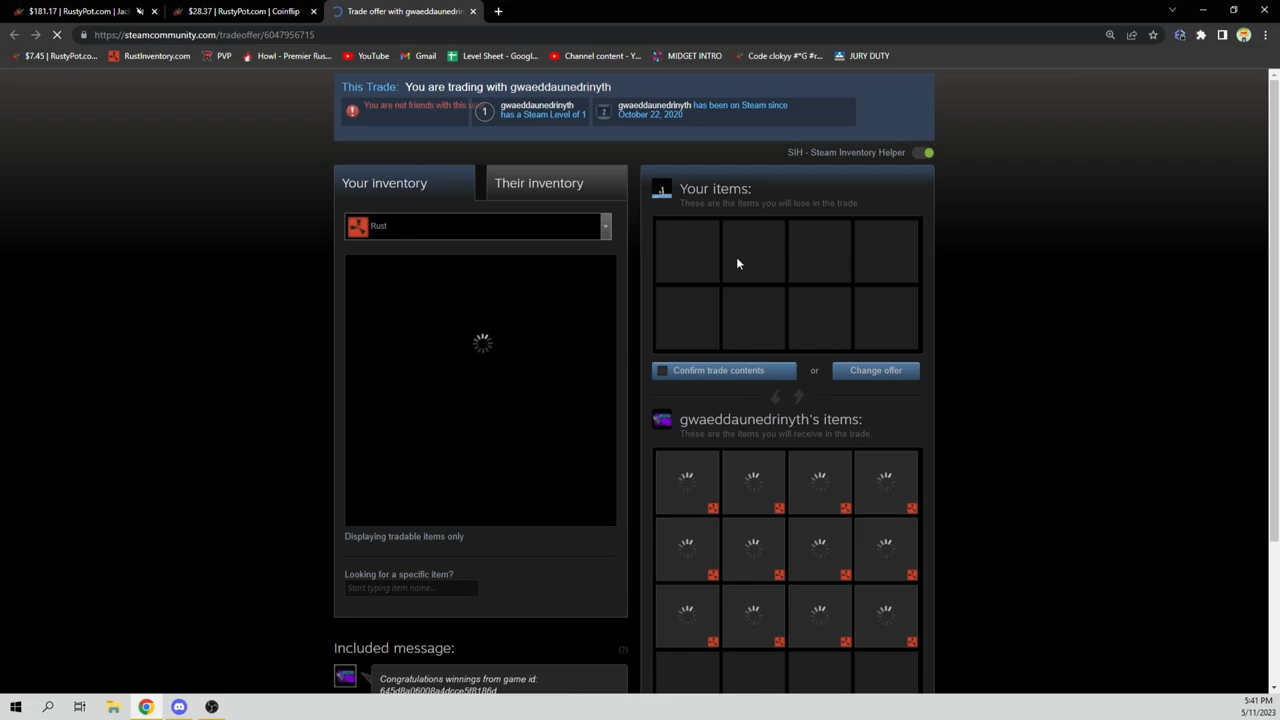 $181.17 | RustyPot.com | Jack
$28.37 | RustyPot.com | Coinflip
Trade offer with gwaeddaunedrin
https://steamcommunity.com/tradeoffer/6047956715
$7.45 | RustyPot.co...
RustInventory.com
PVP
Howl - Premier Rus...
YouTube
Gmail
Level Sheet - Googl...
Channel content - Y...
MIDGET INTRO
Code clokyy #*G #r...
JURY DUTY
This Trade: You are trading with gwaeddaunedrinyth
You are not friends with this user
1
gwaeddaunedrinyth
has a Steam Level of 1
2
gwaeddaunedrinyth has been on Steam since
October 22, 2020
SIH - Steam Inventory Helper
Your inventory
Their inventory
Rust
Displaying tradable items only
Looking for a specific item?
Start typing item name...
Included message:
(?)
Congratulations winnings from game id:
Your items:
These are the items you will lose in the trade.
Confirm trade contents
or
Change offer
gwaeddaunedrinyth's items:
These are the items you will receive in the trade.
5:41 PM
5/11/2023